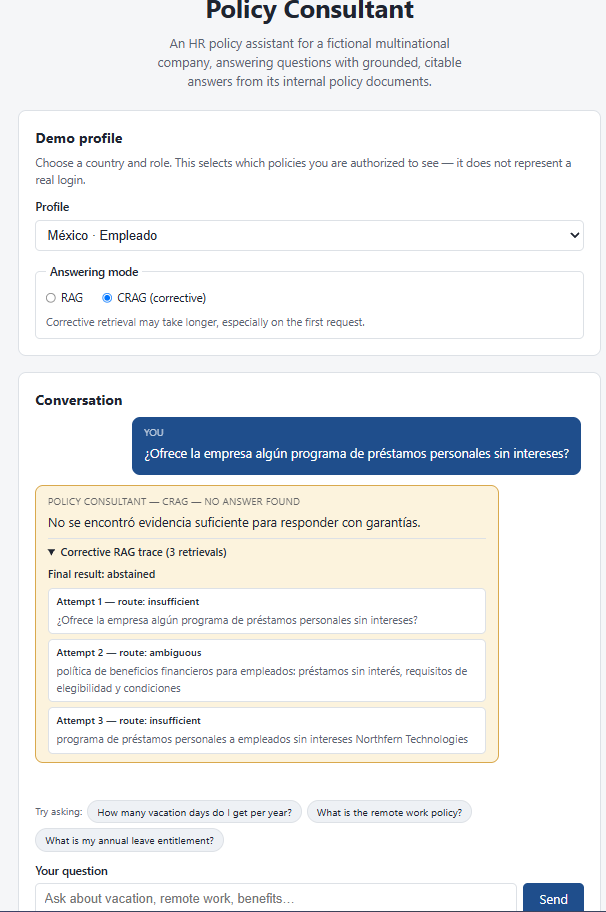 Policy Consultant
An HR policy assistant for a fictional multinational
company, answering questions with grounded, citable
answers from its internal policy documents.
Demo profile
Choose a country and role. This selects which policies you are authorized to see — it does not represent a
real login.
Profile
México · Empleado
Answering mode
RAG
CRAG (corrective)
Corrective retrieval may take longer, especially on the first request.
Conversation
YOU
¿Ofrece la empresa algún programa de préstamos personales sin intereses?
POLICY CONSULTANT — CRAG — NO ANSWER FOUND
No se encontró evidencia suficiente para responder con garantías.
▼ Corrective RAG trace (3 retrievals)
Final result: abstained
Attempt 1 — route: insufficient
¿Ofrece la empresa algún programa de préstamos personales sin intereses?
Attempt 2 — route: ambiguous
política de beneficios financieros para empleados: préstamos sin interés, requisitos de
elegibilidad y condiciones
Attempt 3 — route: insufficient
programa de préstamos personales a empleados sin intereses Northfern Technologies
Try asking:
How many vacation days do I get per year?
What is the remote work policy?
What is my annual leave entitlement?
Your question
Ask about vacation, remote work, benefits…
Send